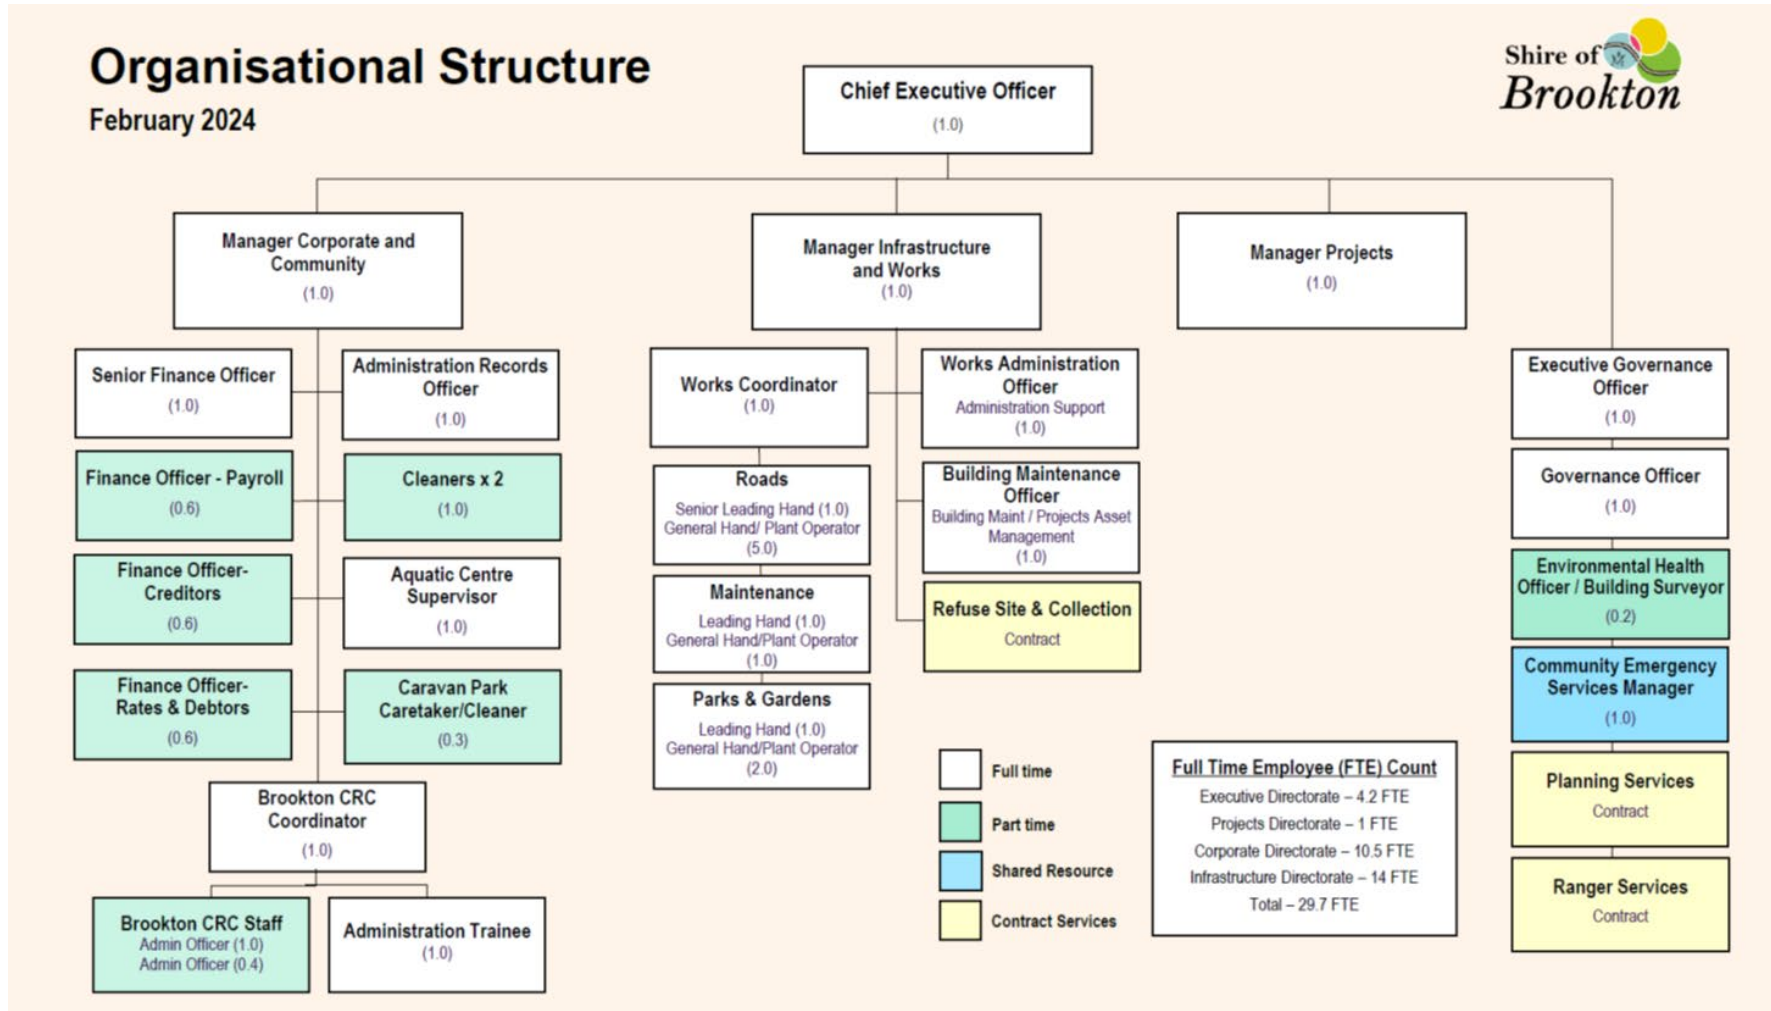 Organisational Structure
February 2024
Shire of
Brookton
Chief Executive Officer
(1.0)
Manager Corporate and
Community
(1.0)
Manager Infrastructure
and Works
(1.0)
Manager Projects
(1.0)
Senior Finance Officer
(1.0)
Administration Records
Officer
(1.0)
Finance Officer - Payroll
(0.6)
Cleaners x 2
(1.0)
Finance Officer-
Creditors
(0.6)
Aquatic Centre
Supervisor
(1.0)
Finance Officer-
Rates & Debtors
(0.6)
Caravan Park
Caretaker/Cleaner
(0.3)
Brookton CRC
Coordinator
(1.0)
Brookton CRC Staff
Admin Officer (1.0)
Admin Officer (0.4)
Administration Trainee
(1.0)
Works Coordinator
(1.0)
Roads
Senior Leading Hand (1.0)
General Hand/ Plant Operator
(5.0)
Maintenance
Leading Hand (1.0)
General Hand/Plant Operator
(1.0)
Parks & Gardens
Leading Hand (1.0)
General Hand/Plant Operator
(2.0)
Works Administration
Officer
Administration Support
(1.0)
Building Maintenance
Officer
Building Maint / Projects Asset
Management
(1.0)
Refuse Site & Collection
Contract
Executive Governance
Officer
(1.0)
Governance Officer
(1.0)
Environmental Health
Officer / Building Surveyor
(0.2)
Community Emergency
Services Manager
(1.0)
Planning Services
Contract
Ranger Services
Contract
Full time
Part time
Shared Resource
Contract Services
Full Time Employee (FTE) Count
Executive Directorate – 4.2 FTE
Projects Directorate – 1 FTE
Corporate Directorate – 10.5 FTE
Infrastructure Directorate – 14 FTE
Total – 29.7 FTE